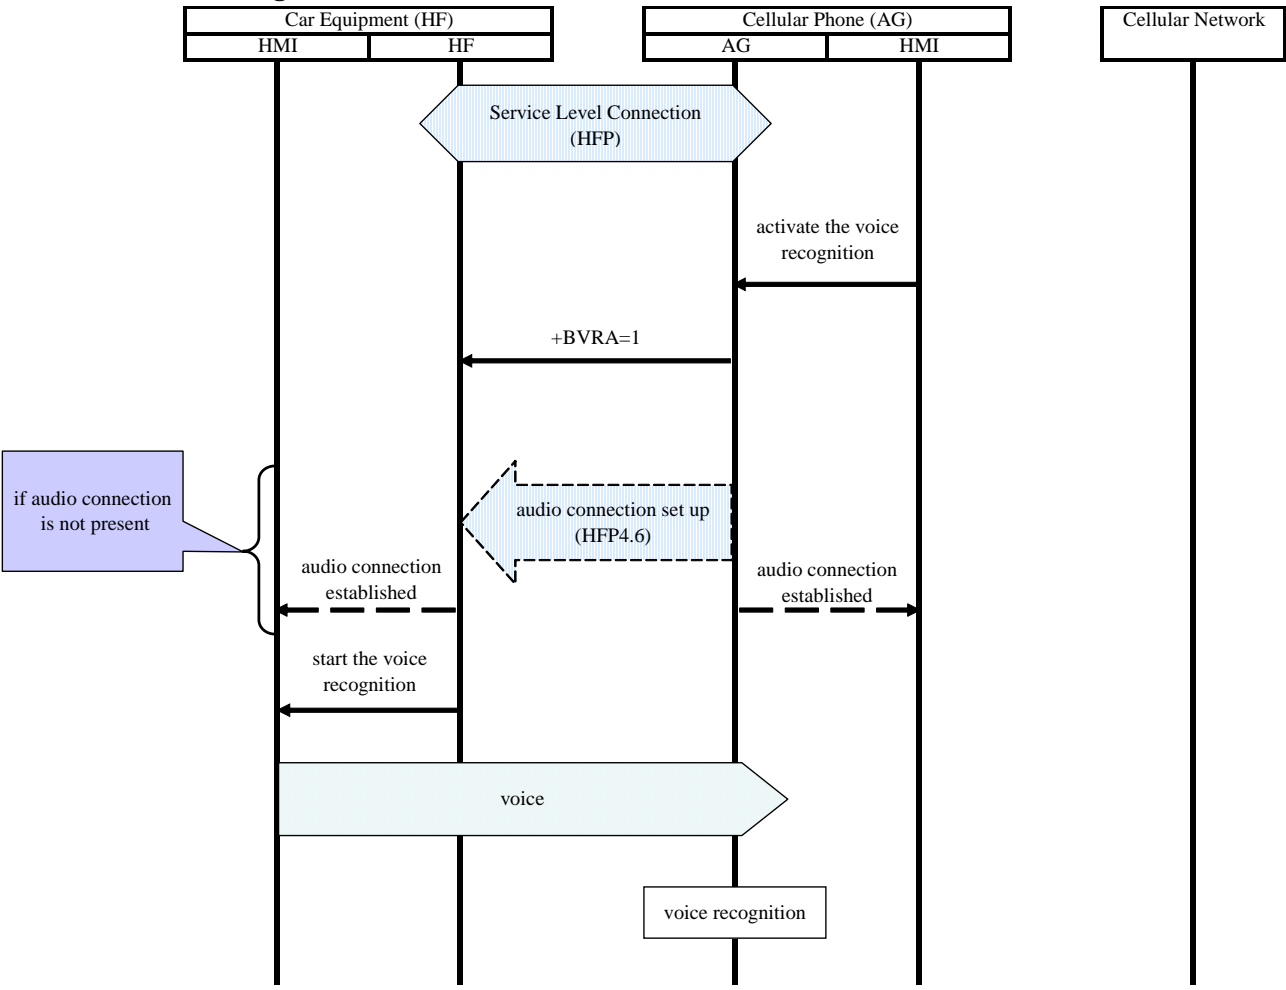 Car Equipment (HF)
Cellular Phone (AG)
Cellular Network
HMI
HF
AG
HMI
Service Level Connection
(HFP)
activate the voice
recognition
+BVRA=1
if audio connection
is not present
audio connection set up
(HFP4.6)
audio connection
established
audio connection
established
start the voice
recognition
voice
voice recognition